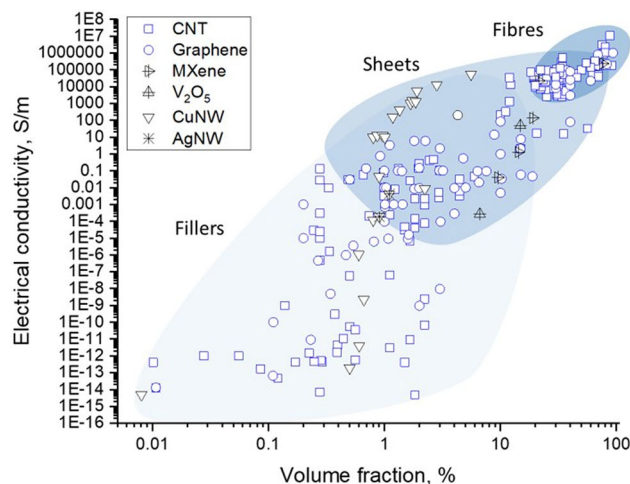 CNT
Graphene
MXene
V₂O₅
CuNW
AgNW
Fibres
Sheets
Fillers
Electrical conductivity, S/m
1E7
1000000
100000
10000
1000
100
10
1
0.1
0.01
0.001
1E-4
1E-5
1E-6
1E-7
1E-8
1E-9
1E-10
1E-11
1E-12
1E-13
1E-14
1E-15
1E-16
0.01
0.1
1
10
100
Volume fraction, %